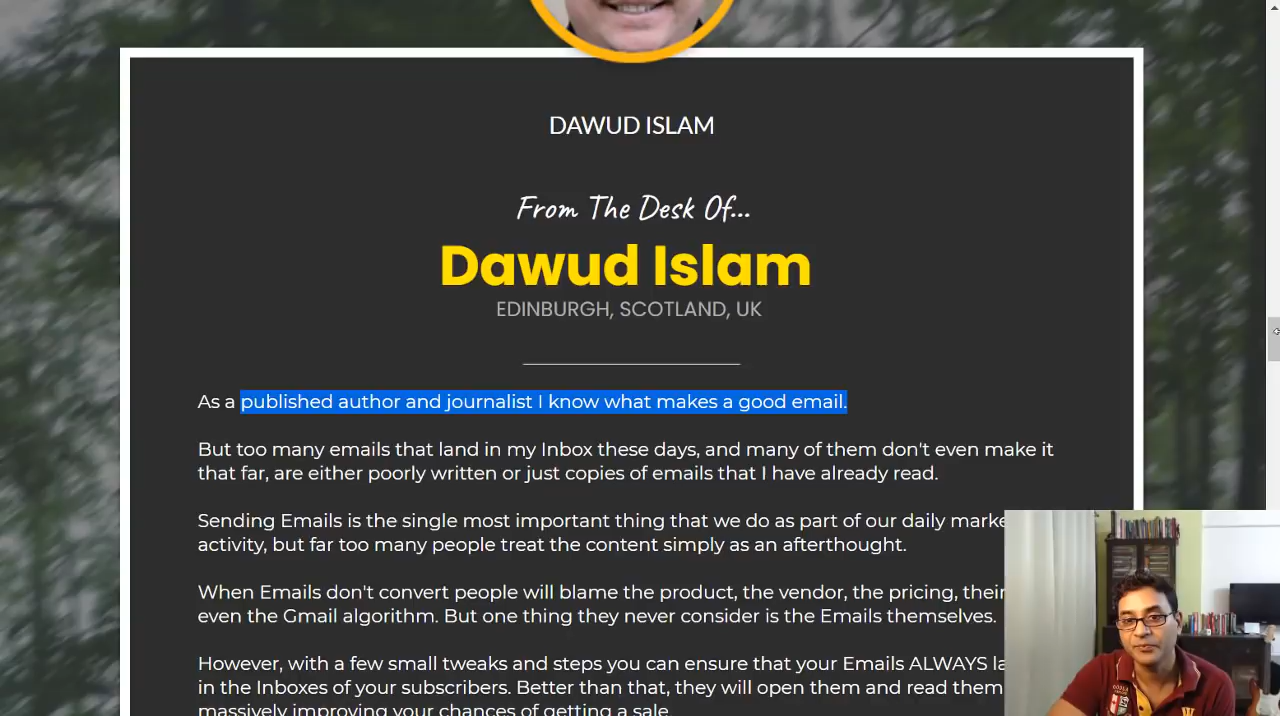 DAWUD ISLAM
From The Desk Of...
Dawud Islam
EDINBURGH, SCOTLAND, UK
As a published author and journalist I know what makes a good email.
But too many emails that land in my Inbox these days, and many of them don't even make it
that far, are either poorly written or just copies of emails that I have already read.
Sending Emails is the single most important thing that we do as part of our daily
activity, but far too many people treat the content simply as an afterthought.
When Emails don't convert people will blame the product, the vendor, the pricing,
even the Gmail algorithm. But one thing they never consider is the Emails themselves.
However, with a few small tweaks and steps you can ensure that your Emails ALWAYS
in the Inboxes of your subscribers. Better than that, they will open them and read them
massively improving your chances of getting a sale